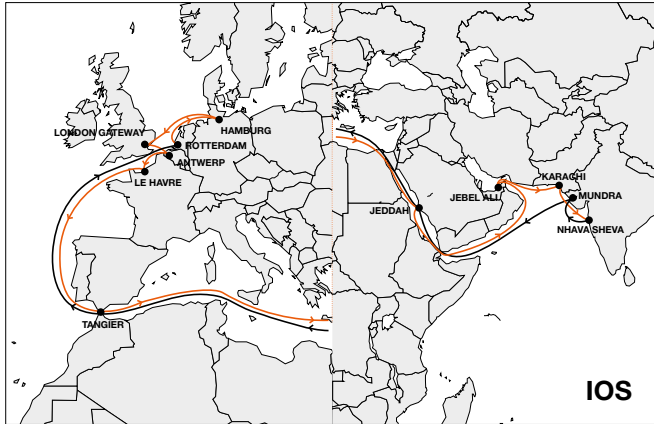 HAMBURG
LONDON GATEWAY
ROTTERDAM
ANTWERP
LE HAVRE
TANGIER
KARACHI
JEBEL ALI
MUNDRA
JEDDAH
NHAVA SHEVA
IOS